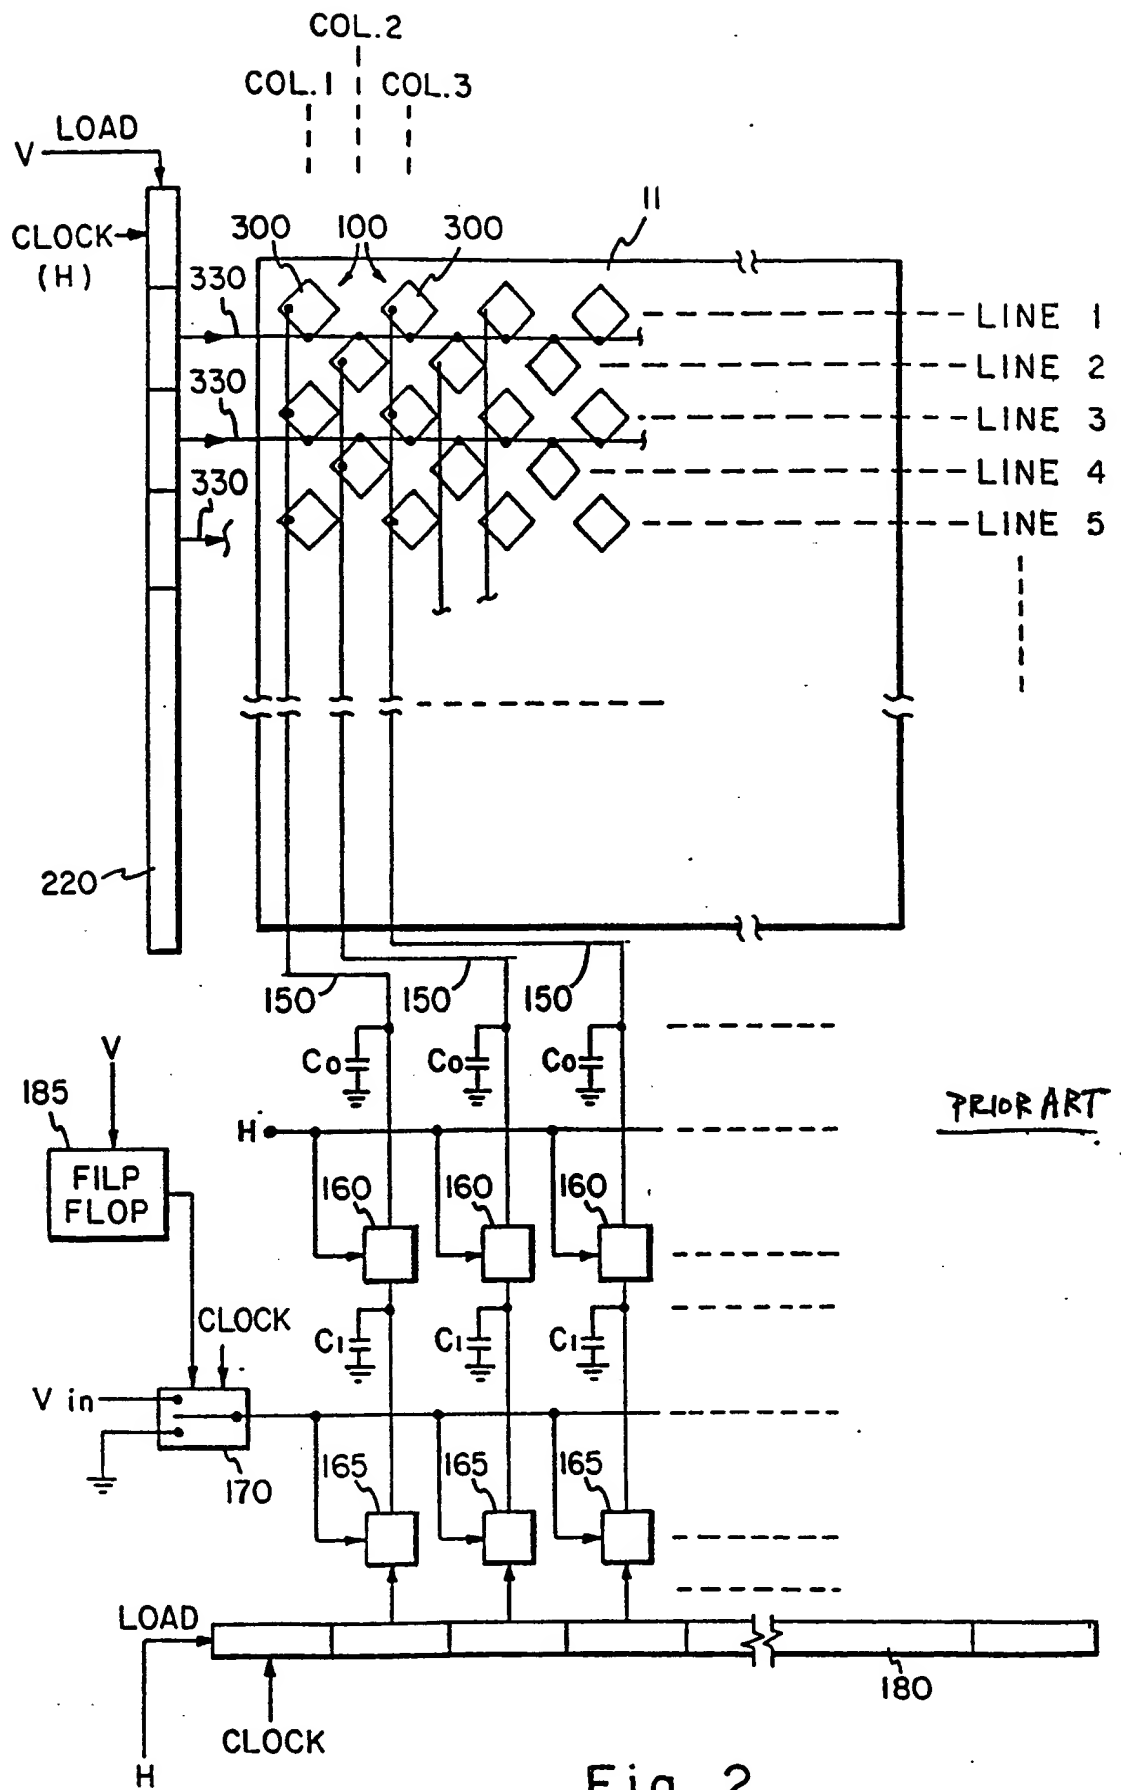 COL.2
COL.1 COL.3
LOAD
V
11
CLOCK
(H)
300 100 300
330
LINE 1
LINE 2
330
LINE 3
LINE 4
330
LINE 5
220
150 150 150
Co Co Co
V
185
PRIOR ART
H
FILP
FLOP
160 160 160
CLOCK
C1 C1 C1
V in
170
165 165 165
LOAD
180
CLOCK
H
Fig. 2